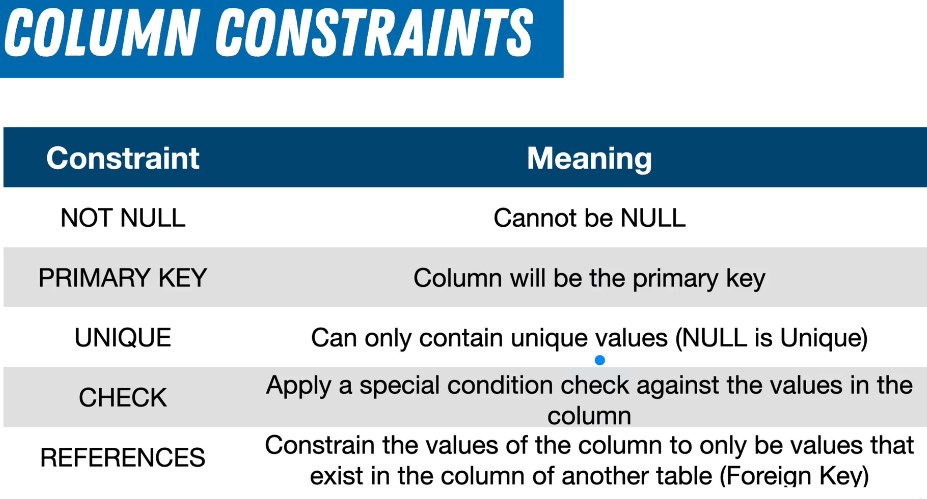 COLUMN CONSTRAINTS
Constraint Meaning
NOT NULL Cannot be NULL
PRIMARY KEY Column will be the primary key
UNIQUE Can only contain unique values (NULL is Unique)
CHECK Apply a special condition check against the values in the
column
REFERENCES Constrain the values of the column to only be values that
exist in the column of another table (Foreign Key)